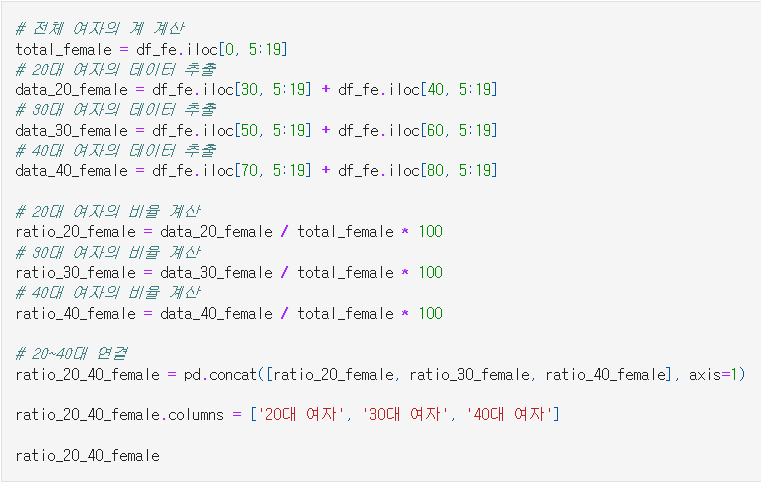 # 전체 여자의 계 계산
total_female = df_fe.iloc[0, 5:19]
# 20대 여자의 데이터 추출
data_20_female = df_fe.iloc[30, 5:19] + df_fe.iloc[40, 5:19]
# 30대 여자의 데이터 추출
data_30_female = df_fe.iloc[50, 5:19] + df_fe.iloc[60, 5:19]
# 40대 여자의 데이터 추출
data_40_female = df_fe.iloc[70, 5:19] + df_fe.iloc[80, 5:19]
# 20대 여자의 비율 계산
ratio_20_female = data_20_female / total_female * 100
# 30대 여자의 비율 계산
ratio_30_female = data_30_female / total_female * 100
# 40대 여자의 비율 계산
ratio_40_female = data_40_female / total_female * 100
# 20~40대 연결
ratio_20_40_female = pd.concat([ratio_20_female, ratio_30_female, ratio_40_female], axis=1)
ratio_20_40_female.columns = ['20대 여자', '30대 여자', '40대 여자']
ratio_20_40_female